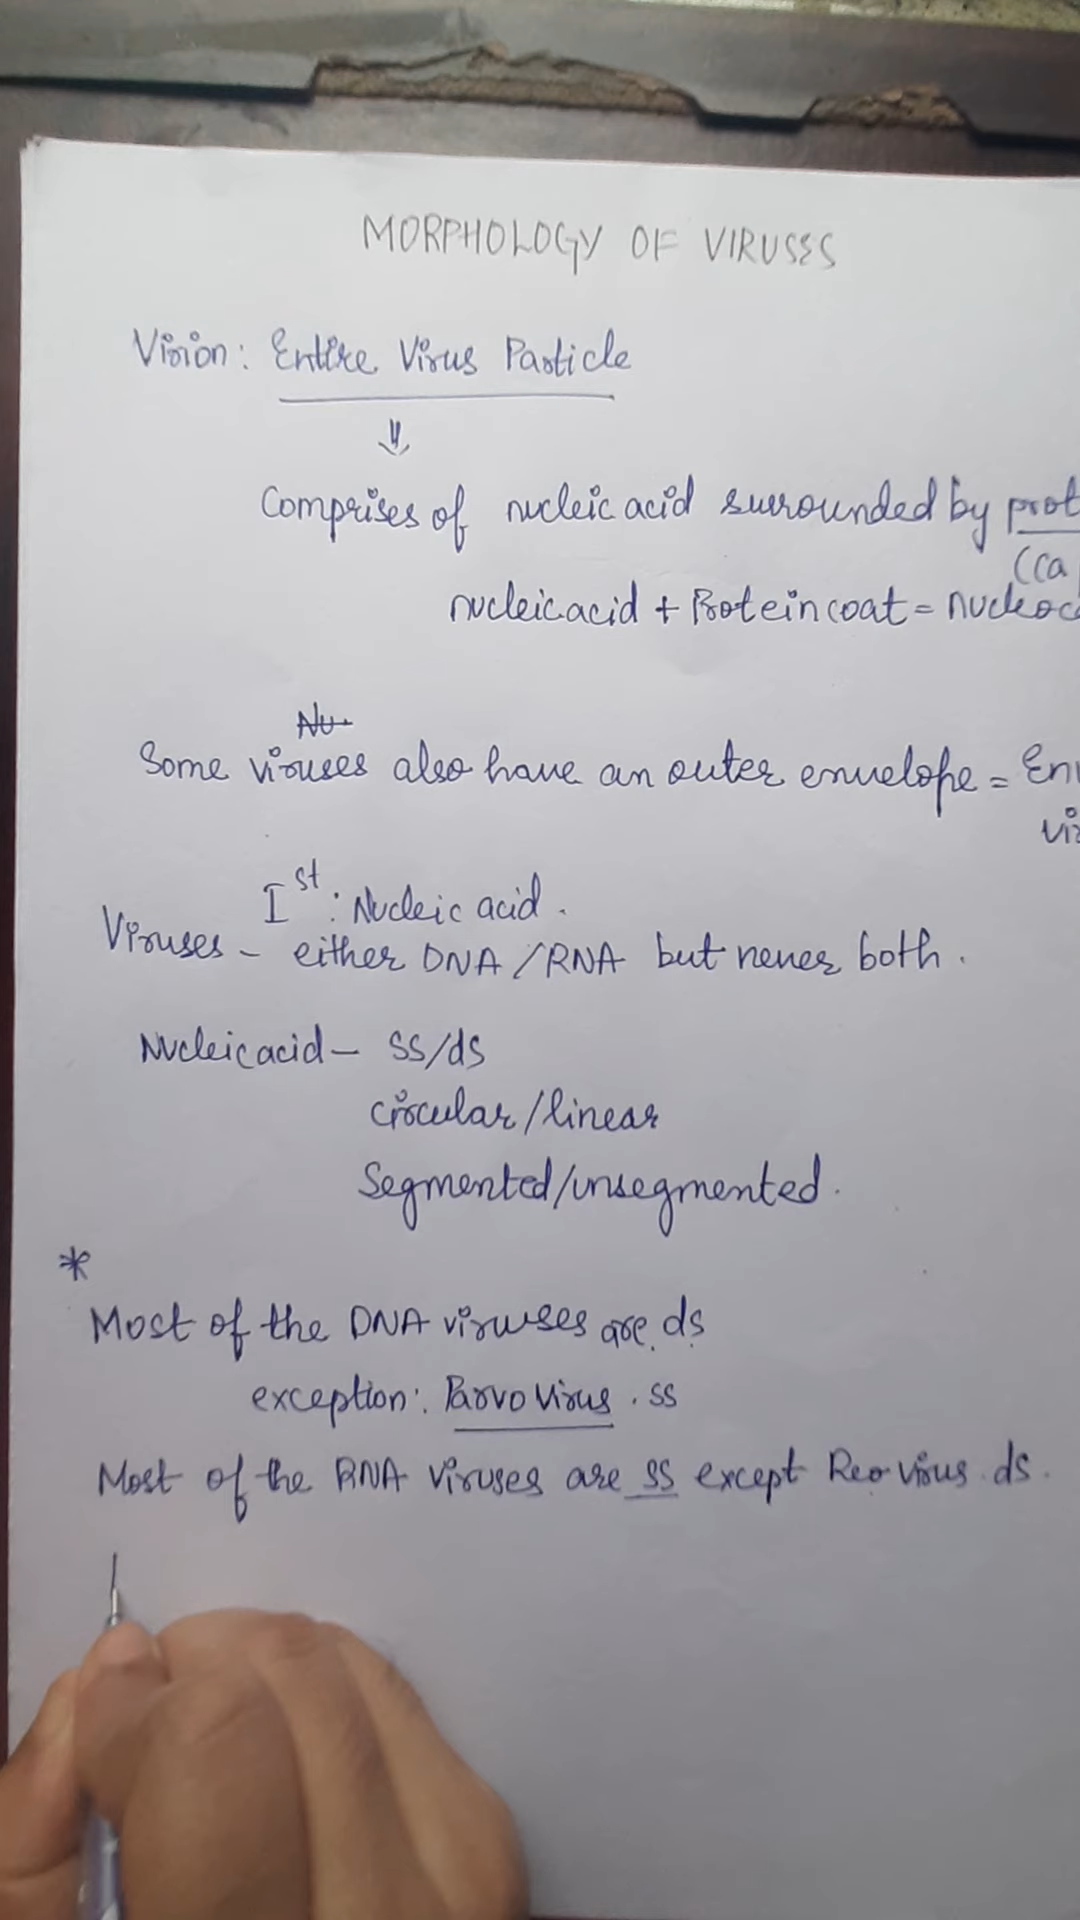 MORPHOLOGY OF VIRUSES
Virion: Entire Virus Particle
Comprises of nucleic acid surrounded by prot
(ca
nucleic acid + Protein coat = nucleoc
Nu
Some viruses also have an outer envelope = Env
vi
Ist: Nucleic acid.
Viruses - either DNA/RNA but never both.
Nucleic acid - ss/ds
circular/linear
Segmented/unsegmented.
*
Most of the DNA viruses are ds
exception: Parvo Virus. ss
Most of the RNA viruses are ss except Reo virus. ds.